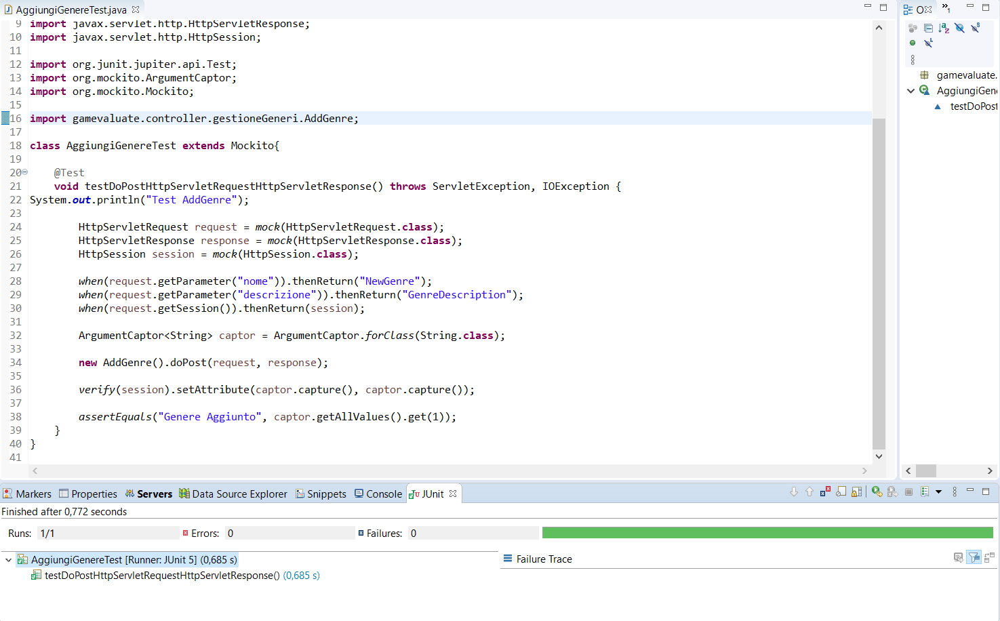 AggiungiGenereTest.java
9 import javax.servlet.http.HttpServletResponse;
10 import javax.servlet.http.HttpSession;
11
12 import org.junit.jupiter.api.Test;
13 import org.mockito.ArgumentCaptor;
14 import org.mockito.Mockito;
15
16 import gamevaluate.controller.gestioneGeneri.AddGenre;
17
18 class AggiungiGenereTest extends Mockito{
19
20 @Test
21 void testDoPostHttpServletRequestHttpServletResponse() throws ServletException, IOException {
22 System.out.println("Test AddGenre");
23
24 HttpServletRequest request = mock(HttpServletRequest.class);
25 HttpServletResponse response = mock(HttpServletResponse.class);
26 HttpSession session = mock(HttpSession.class);
27
28 when(request.getParameter("nome")).thenReturn("NewGenre");
29 when(request.getParameter("descrizione")).thenReturn("GenreDescription");
30 when(request.getSession()).thenReturn(session);
31
32 ArgumentCaptor<String> captor = ArgumentCaptor.forClass(String.class);
33
34 new AddGenre().doPost(request, response);
35
36 verify(session).setAttribute(captor.capture(), captor.capture());
37
38 assertEquals("Genere Aggiunto", captor.getAllValues().get(1));
39 }
40 }
41
O
»1
gamevaluate.
AggiungiGen
testDoPost
Markers Properties Servers Data Source Explorer Snippets Console JUnit
Finished after 0,772 seconds
Runs: 1/1 Errors: 0 Failures: 0
AggiungiGenereTest [Runner: JUnit 5] (0,685 s)
testDoPostHttpServletRequestHttpServletResponse() (0,685 s)
Failure Trace